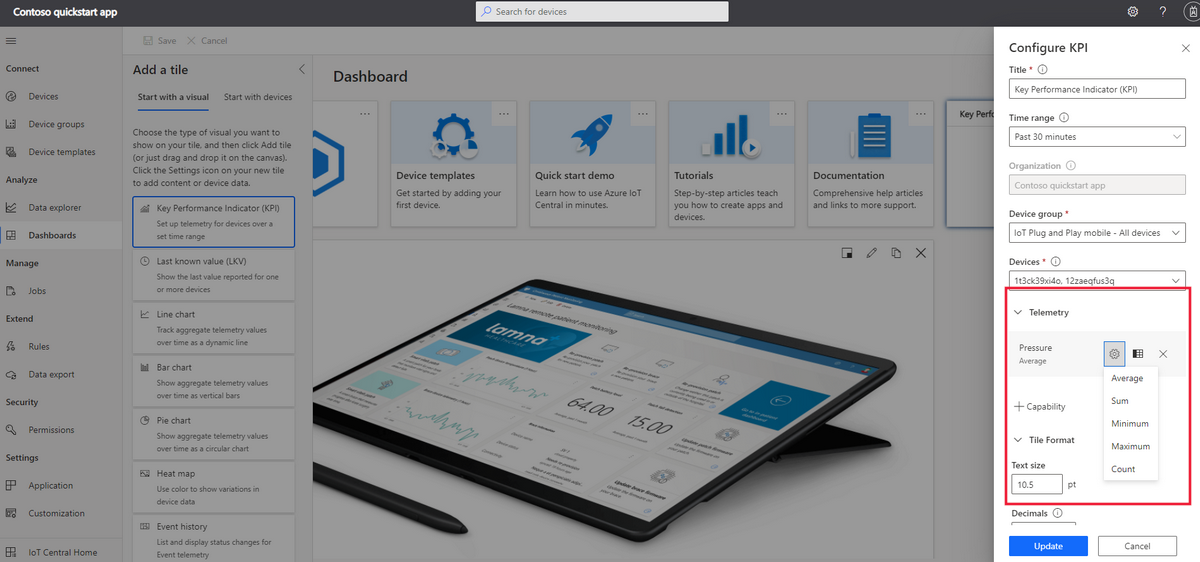 Contoso quickstart app
Search for devices
?
Connect
Devices
Device groups
Device templates
Analyze
Data explorer
Dashboards
Manage
Jobs
Extend
Rules
Data export
Security
Permissions
Settings
Application
Customization
IoT Central Home
Save
Cancel
Add a tile
Start with a visual
Start with devices
Choose the type of visual you want to
show on your tile, and then click Add tile
(or just drag and drop it on the canvas).
Click the Settings icon on your new tile
to add content or device data.
Key Performance Indicator (KPI)
Set up telemetry for devices over a
set time range
Last known value (LKV)
Show the last value reported for one
or more devices
Line chart
Track aggregate telemetry values
over time as a dynamic line
Bar chart
Show aggregate telemetry values
over time as vertical bars
Pie chart
Show aggregate telemetry values
over time as a circular chart
Heat map
Use color to show variations in
device data
Event history
List and display status changes for
Event telemetry
Dashboard
Device templates
Get started by adding your
first device.
Quick start demo
Learn how to use Azure IoT
Central in minutes.
Tutorials
Step-by-step articles teach
you how to create apps and
devices.
Documentation
Comprehensive help articles
and links to more support.
Key Perfo
Lamna remote patient monitoring
lamna
HEALTHCARE
64.00
15.00
Update patch firmware
Update brace firmware
Configure KPI
Title *
Key Performance Indicator (KPI)
Time range
Past 30 minutes
Organization
Contoso quickstart app
Device group *
IoT Plug and Play mobile - All devices
Devices *
1t3ck39xi4o, 12zaeqfus3q
Telemetry
Pressure
Average
Average
Sum
Minimum
Maximum
Count
Capability
Tile Format
Text size
10.5
pt
Decimals
Update
Cancel